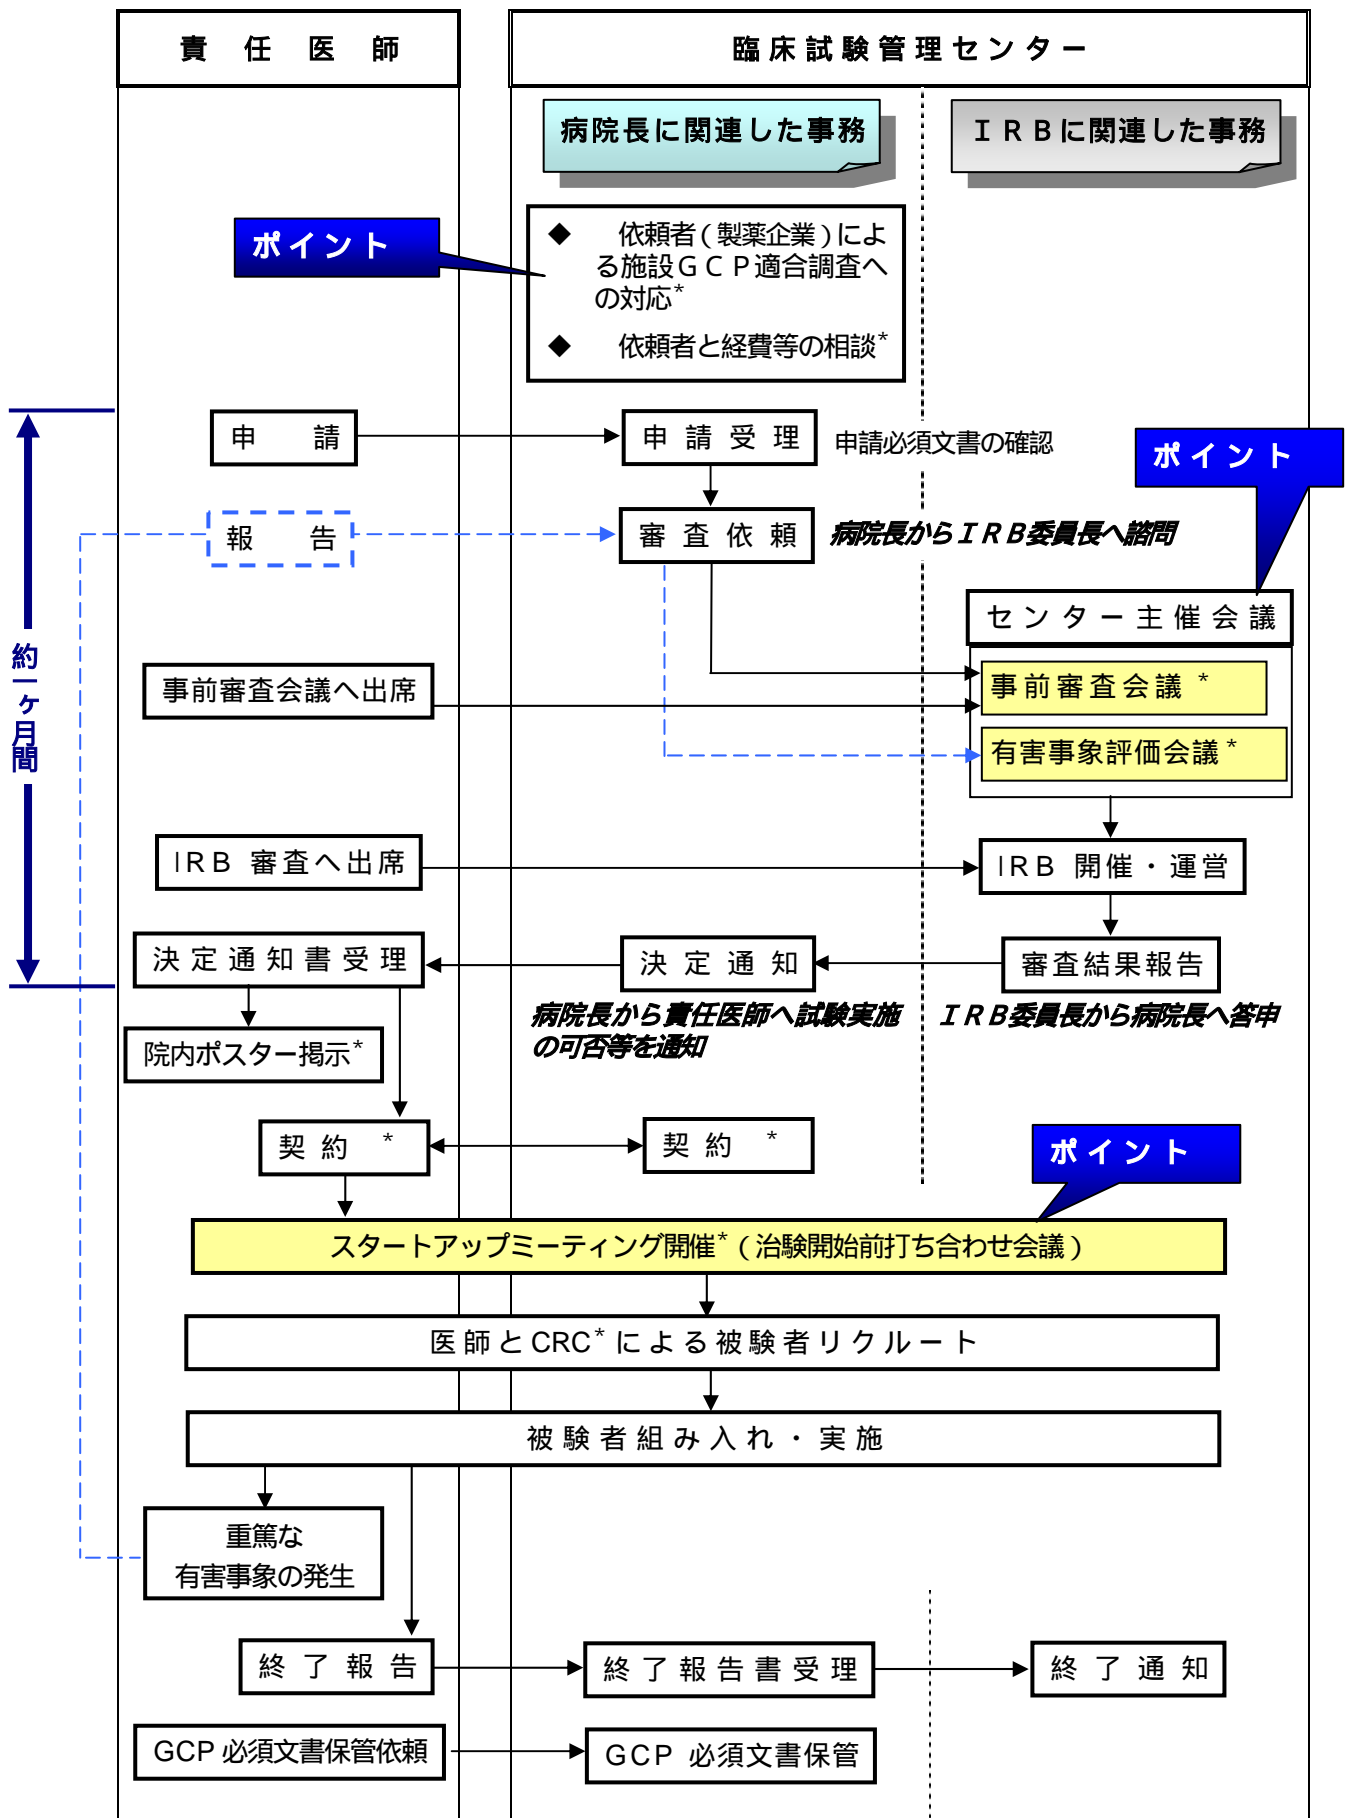 責任医師
臨床試験管理センター
病院長に関連した事務
ＩＲＢに関連した事務
ポイント
◆ 依頼者（製薬企業）によ
る施設ＧＣＰ適合調査へ
の対応*
◆ 依頼者と経費等の相談*
申請
申請受理
申請必須文書の確認
ポイント
報告
審査依頼
病院長からＩＲＢ委員長へ諮問
センター主催会議
約一ヶ月間
事前審査会議へ出席
事前審査会議 *
有害事象評価会議 *
IRB 審査へ出席
IRB 開催・運営
決定通知書受理
決定通知
審査結果報告
病院長から責任医師へ試験実施
の可否等を通知
ＩＲＢ委員長から病院長へ答申
院内ポスター掲示*
契約 *
契約 *
ポイント
スタートアップミーティング開催*（治験開始前打ち合わせ会議）
医師とCRC*による被験者リクルート
被験者組み入れ・実施
重篤な
有害事象の発生
終了報告
終了報告書受理
終了通知
GCP 必須文書保管依頼
GCP 必須文書保管